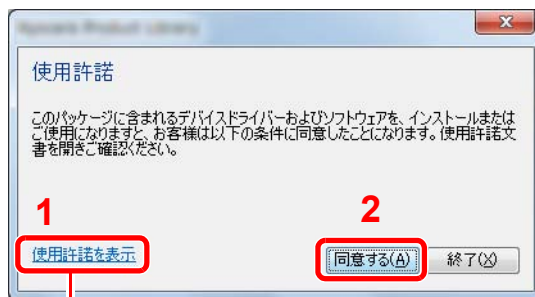 使用許諾
このパッケージに含まれるデバイスドライバーおよびソフトウェアを、インストールまたは
ご使用になりますと、お客様は以下の条件に同意したことになります。使用許諾文
書を開きご確認ください。
1
2
使用許諾を表示
同意する(A)
終了(X)